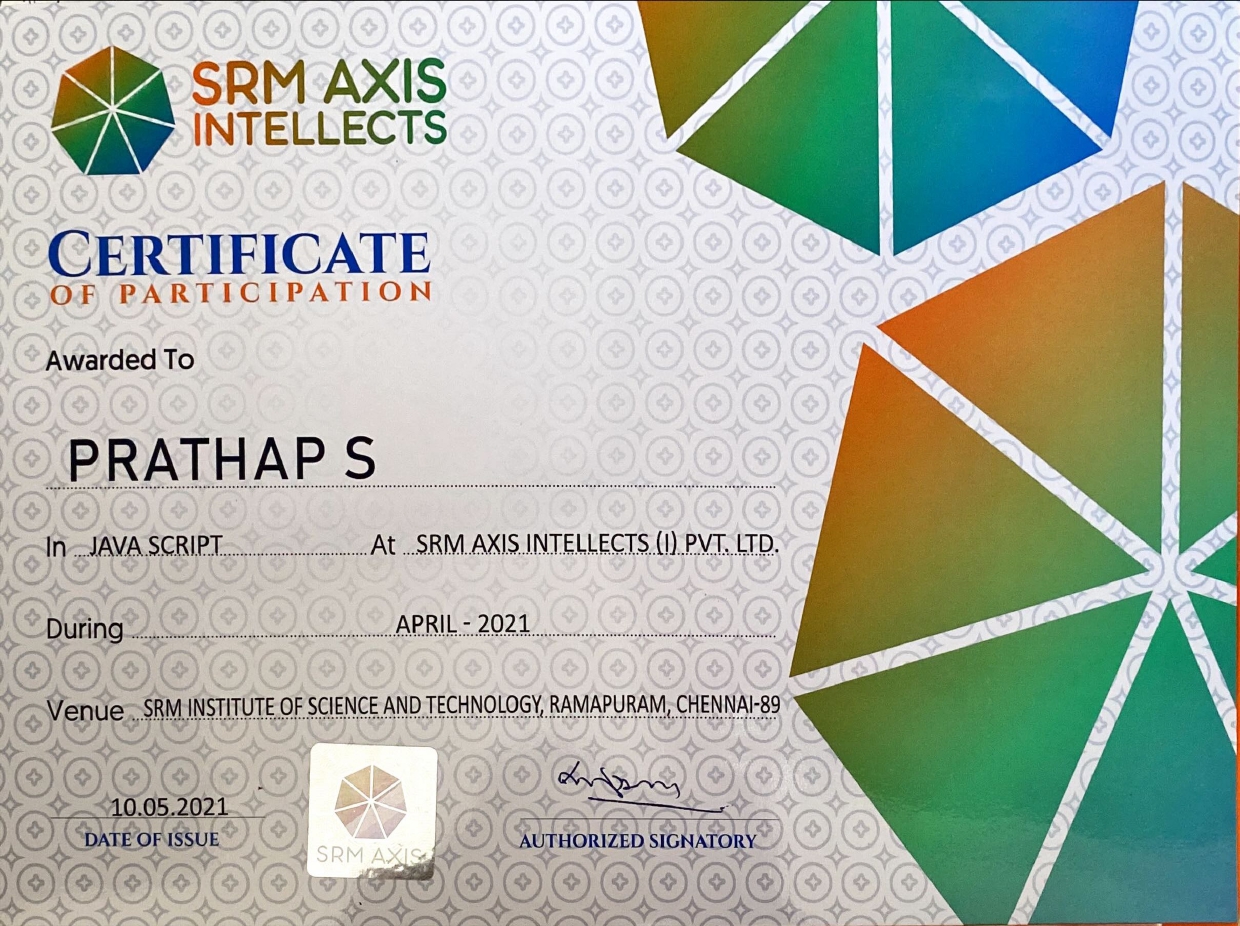 SRM AXIS
INTELLECTS
CERTIFICATE
OF PARTICIPATION
Awarded To
PRATHAP S
In JAVA SCRIPT At SRM AXIS INTELLECTS (I) PVT. LTD.
During APRIL - 2021
Venue SRM INSTITUTE OF SCIENCE AND TECHNOLOGY, RAMAPURAM, CHENNAI-89
SRM AXIS
10.05.2021
DATE OF ISSUE
AUTHORIZED SIGNATORY